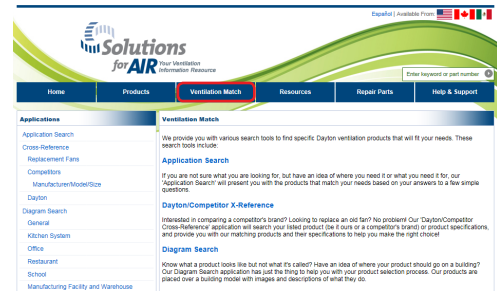 Español | Available From
Solutions
for AIR Your Ventilation
Information Resource
Enter keyword or part number
Home Products Ventilation Match Resources Repair Parts Help & Support
Applications
Application Search
Cross-Reference
Replacement Fans
Competitors
Manufacturer/Model/Size
Dayton
Diagram Search
General
Kitchen System
Office
Restaurant
School
Manufacturing Facility and Warehouse
Ventilation Match
We provide you with various search tools to find specific Dayton ventilation products that will fit your needs. These
search tools include:
Application Search
If you are not sure what you are looking for, but have an idea of where you need it or what you need it for, our
'Application Search' will present you with the products that match your needs based on your answers to a few simple
questions.
Dayton/Competitor X-Reference
Interested in comparing a competitor's brand? Looking to replace an old fan? No problem! Our 'Dayton/Competitor
Cross-Reference' application will search your listed product (be it ours or a competitor's brand) or product specifications,
and provide you with our matching products and their specifications to help you make the right choice!
Diagram Search
Know what a product looks like but not what it's called? Have an idea of where your product should go on a building?
Our Diagram Search application has just the thing to help you with your product selection process. Our products are
placed over a building model with images and descriptions of what they do.